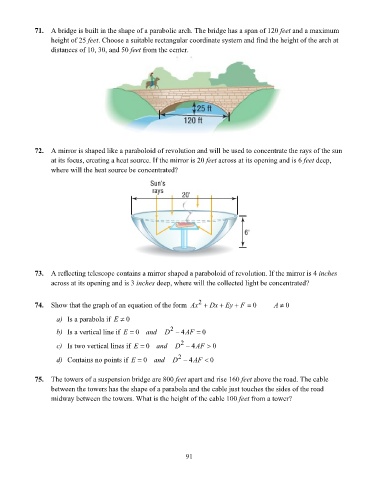 71. A bridge is built in the shape of a parabolic arch. The bridge has a span of 120 feet and a maximum
height of 25 feet. Choose a suitable rectangular coordinate system and find the height of the arch at
distances of 10, 30, and 50 feet from the center.
25 ft
120 ft
72. A mirror is shaped like a paraboloid of revolution and will be used to concentrate the rays of the sun
at its focus, creating a heat source. If the mirror is 20 feet across at its opening and is 6 feet deep,
where will the heat source be concentrated?
Sun's
rays
20'
6'
73. A reflecting telescope contains a mirror shaped a paraboloid of revolution. If the mirror is 4 inches
across at its opening and is 3 inches deep, where will the collected light be concentrated?
74. Show that the graph of an equation of the form Ax² + Dx + Ey + F = 0 A ≠ 0
a) Is a parabola if E ≠ 0
b) Is a vertical line if E = 0 and D² − 4AF = 0
c) Is two vertical lines if E = 0 and D² − 4AF > 0
d) Contains no points if E = 0 and D² − 4AF < 0
75. The towers of a suspension bridge are 800 feet apart and rise 160 feet above the road. The cable
between the towers has the shape of a parabola and the cable just touches the sides of the road
midway between the towers. What is the height of the cable 100 feet from a tower?
91